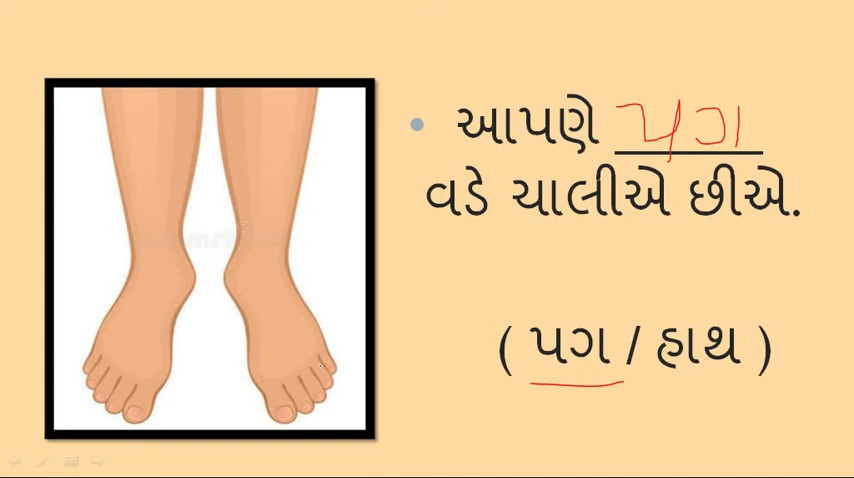 આપણે પગ
વડે ચાલીએ છીએ.
( પગ / હાથ )